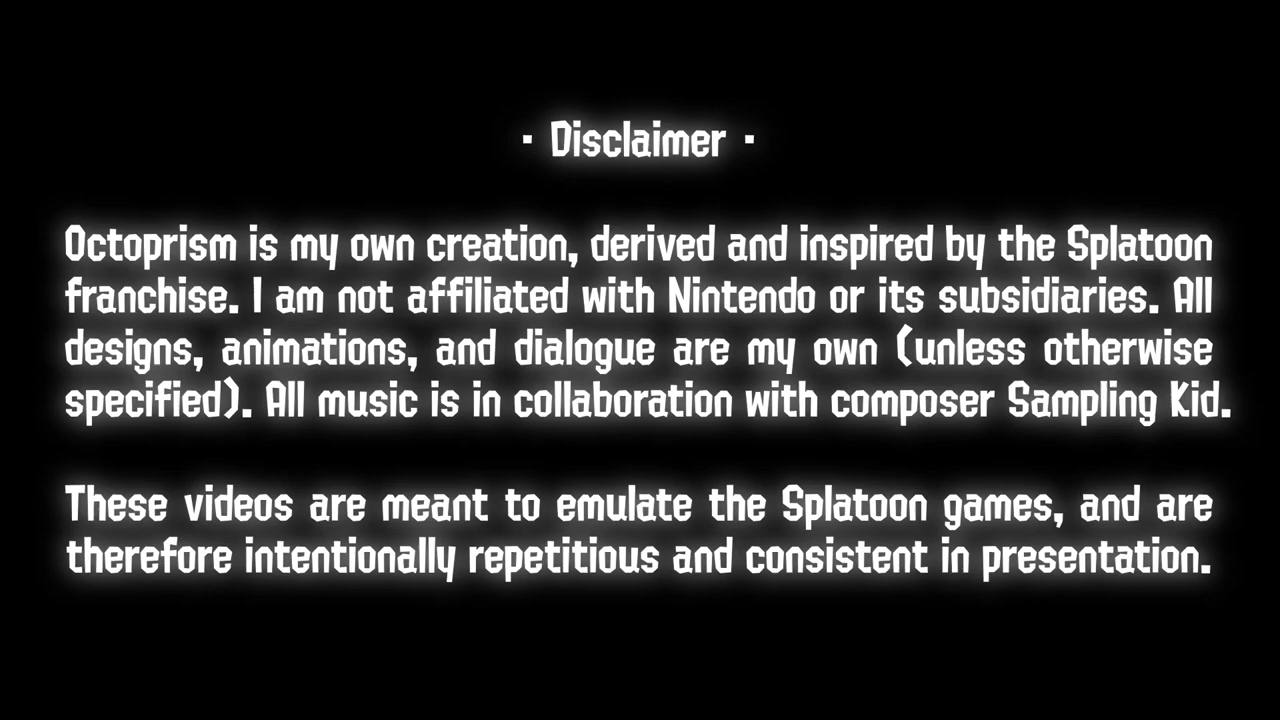 · Disclaimer ·
Octoprism is my own creation, derived and inspired by the Splatoon
franchise. I am not affiliated with Nintendo or its subsidiaries. All
designs, animations, and dialogue are my own (unless otherwise
specified). All music is in collaboration with composer Sampling Kid.
These videos are meant to emulate the Splatoon games, and are
therefore intentionally repetitious and consistent in presentation.